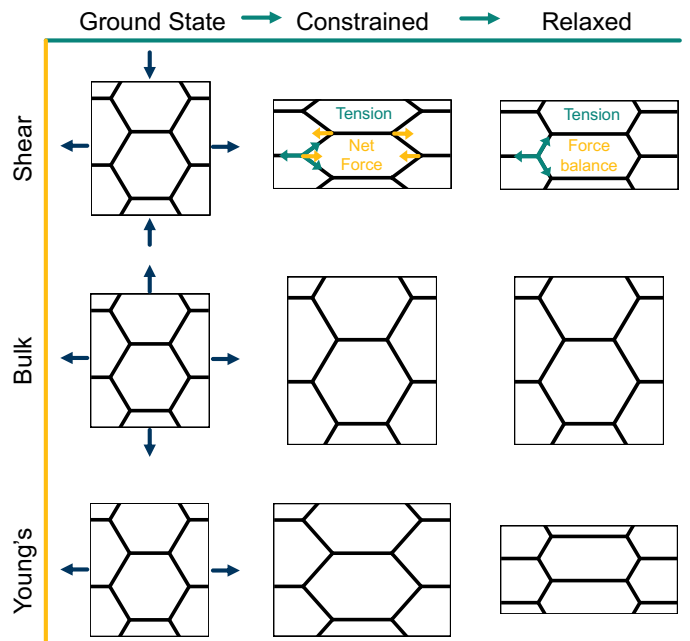 Ground State
Constrained
Relaxed
Shear
Tension
Net
Force
Tension
Force
balance
Bulk
Young's